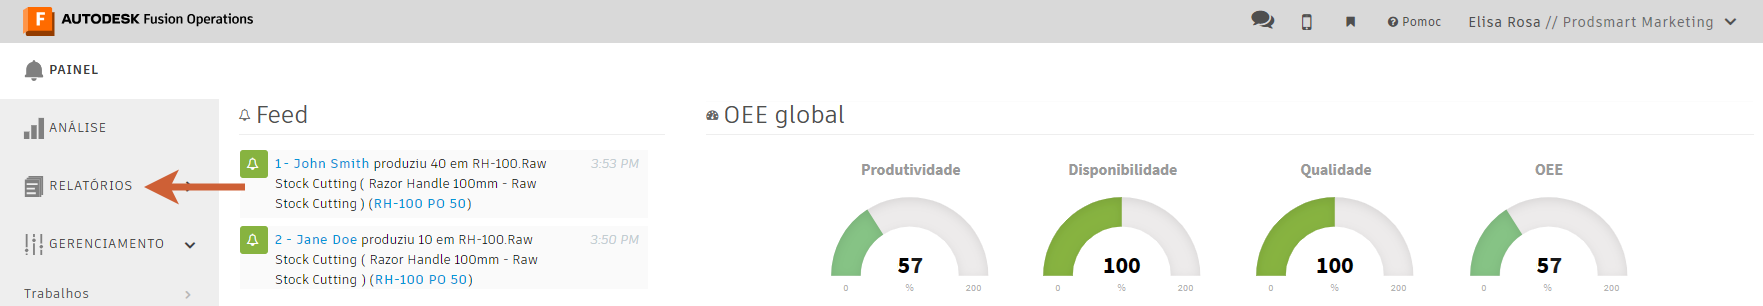 F AUTODESK Fusion Operations
Pomoc
Elisa Rosa // Prodsmart Marketing
PAINEL
ANÁLISE
RELATÓRIOS
GERENCIAMENTO
Trabalhos
Feed
1 - John Smith produziu 40 em RH-100.Raw
Stock Cutting ( Razor Handle 100mm - Raw
Stock Cutting ) (RH-100 PO 50)
3:53 PM
2 - Jane Doe produziu 10 em RH-100.Raw
Stock Cutting ( Razor Handle 100mm - Raw
Stock Cutting ) (RH-100 PO 50)
3:50 PM
OEE global
Produtividade
57
0 % 200
Disponibilidade
100
0 % 200
Qualidade
100
0 % 200
OEE
57
0 % 200